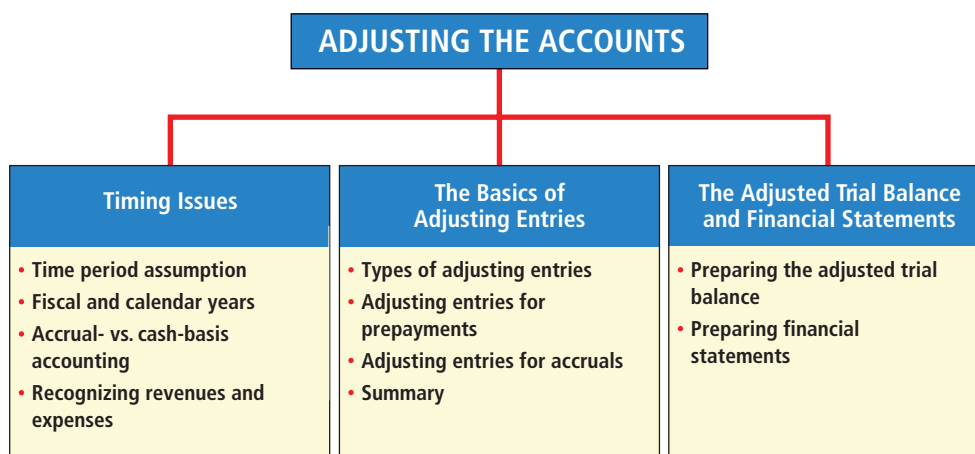 ADJUSTING THE ACCOUNTS
Timing Issues
• Time period assumption
• Fiscal and calendar years
• Accrual- vs. cash-basis
accounting
• Recognizing revenues and
expenses
The Basics of
Adjusting Entries
• Types of adjusting entries
• Adjusting entries for
prepayments
• Adjusting entries for accruals
• Summary
The Adjusted Trial Balance
and Financial Statements
• Preparing the adjusted trial
balance
• Preparing financial
statements